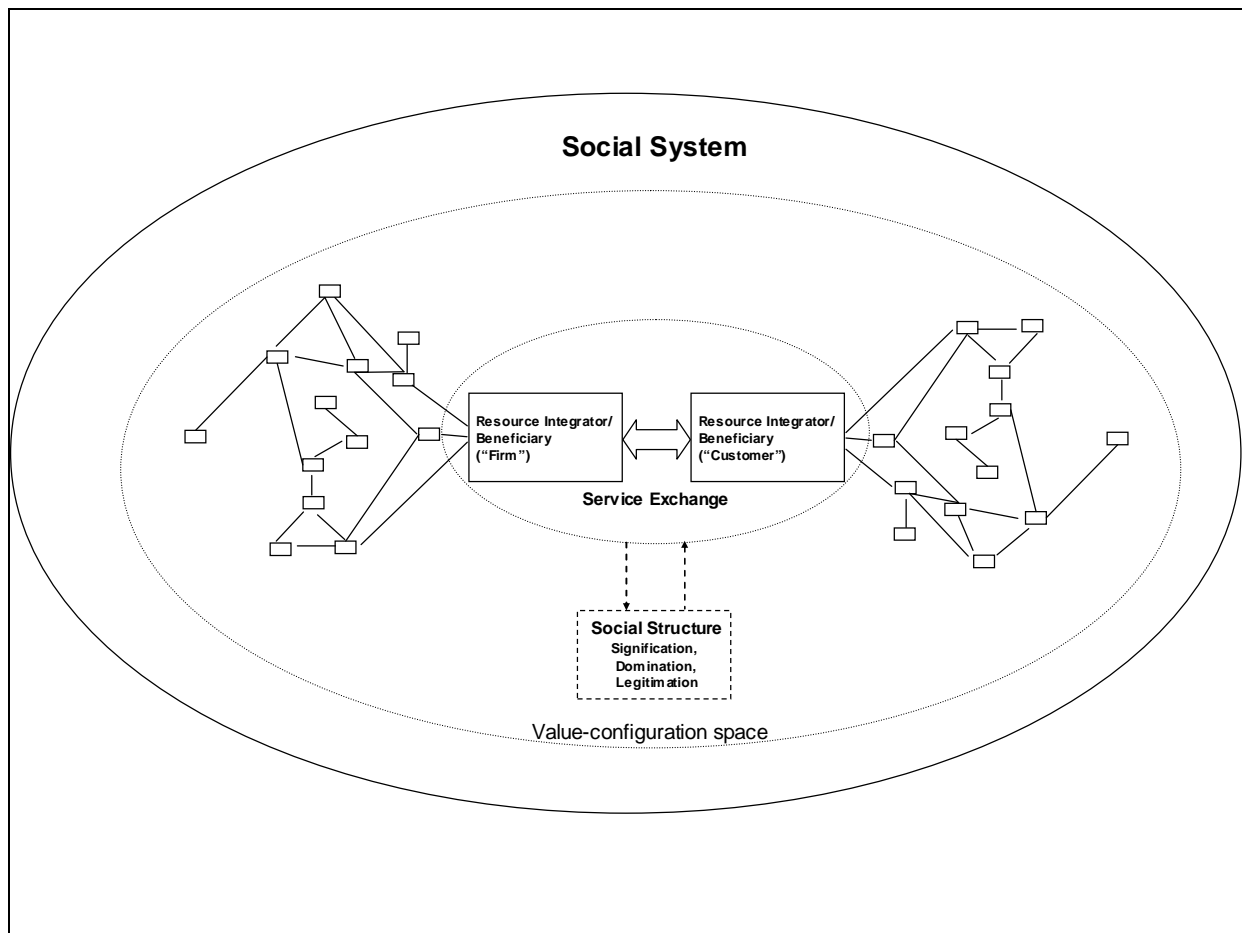 Social System
Resource Integrator/
Beneficiary
(“Firm”)
Resource Integrator/
Beneficiary
(“Customer”)
Service Exchange
Social Structure
Signification,
Domination,
Legitimation
Value-configuration space